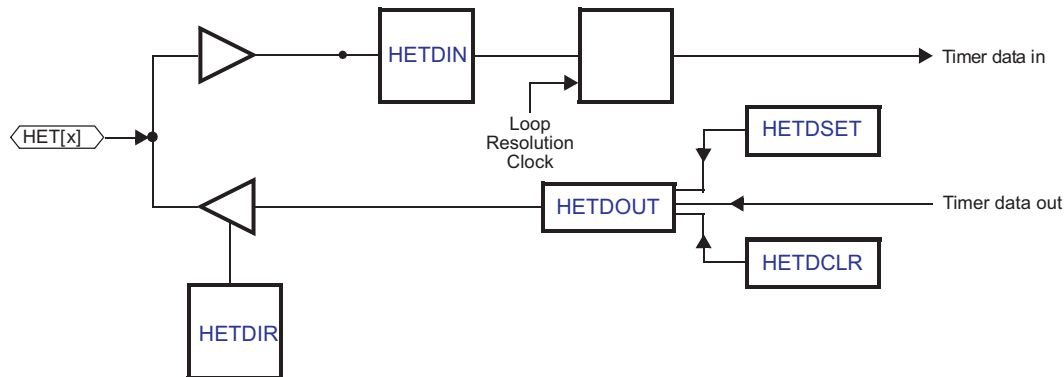 HETDIN
Timer data in
HET[x]
Loop
Resolution
Clock
HETDSET
HETDOUT
Timer data out
HETDCLR
HETDIR